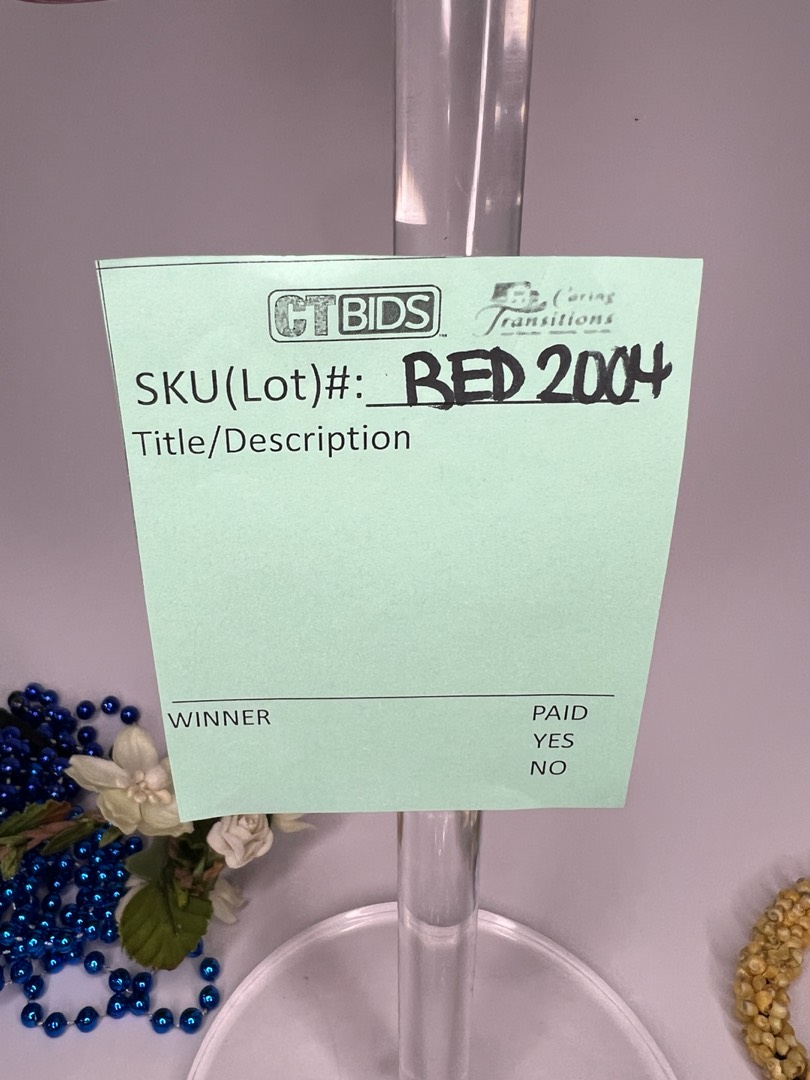 CTBIDS Caring
Transitions
SKU(Lot)#: BED 2004
Title/Description
WINNER PAID
YES
NO